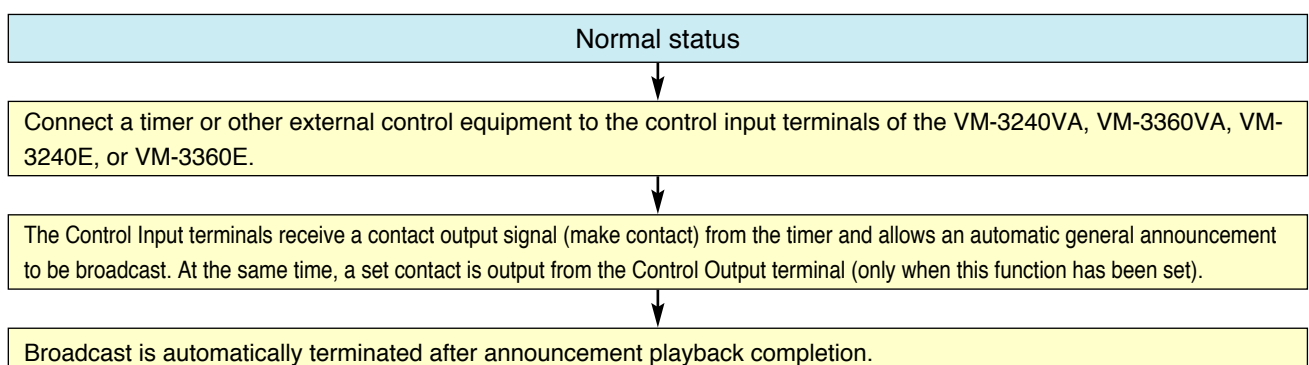 Normal status
Connect a timer or other external control equipment to the control input terminals of the VM-3240VA, VM-3360VA, VM-
3240E, or VM-3360E.
The Control Input terminals receive a contact output signal (make contact) from the timer and allows an automatic general announcement
to be broadcast. At the same time, a set contact is output from the Control Output terminal (only when this function has been set).
Broadcast is automatically terminated after announcement playback completion.